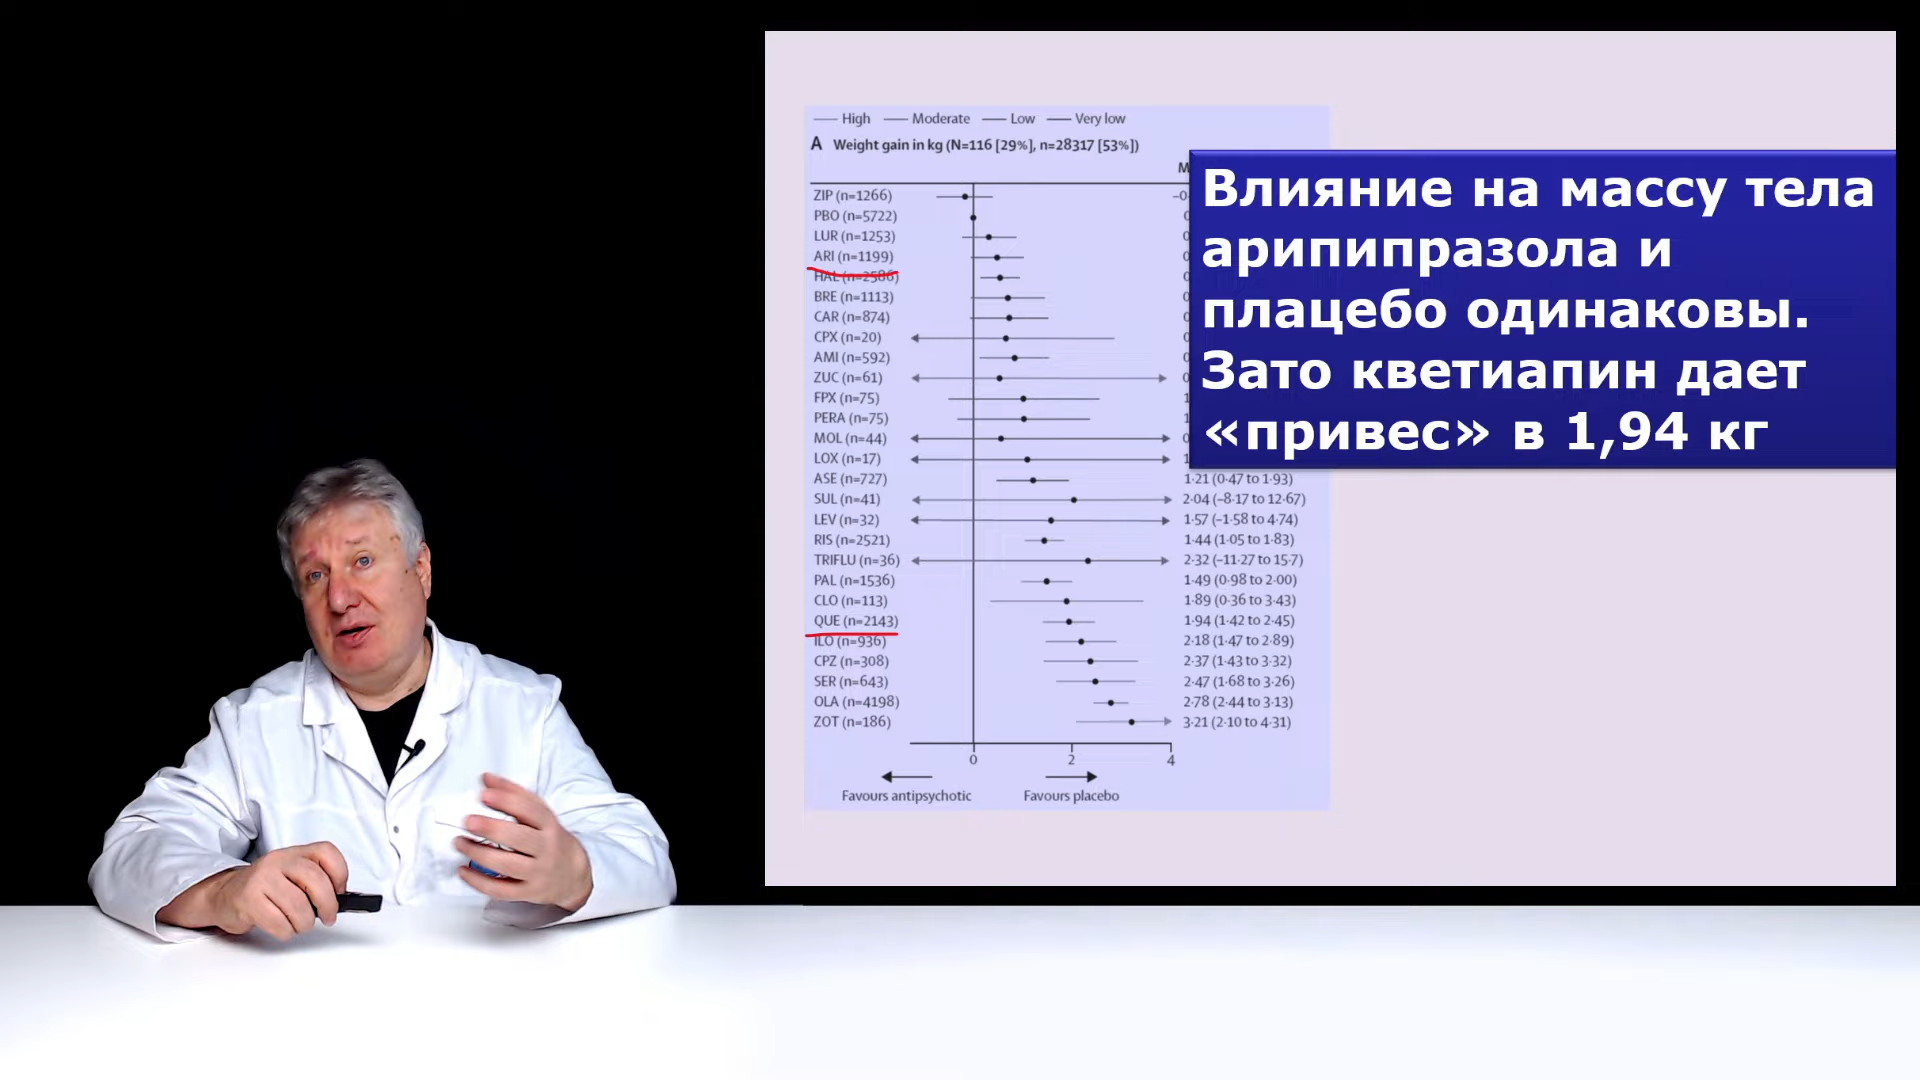 High Moderate Low Very low
A Weight gain in kg (N=116 [29%], n=28317 [53%])
Влияние на массу тела
арипипразола и
плацебо одинаковы.
Зато кветиапин дает
«привес» в 1,94 кг
ZIP (n=1266)
PBO (n=5722)
LUR (n=1253)
ARI (n=1199)
HAL (n=2586)
BRE (n=1113)
CAR (n=874)
CPX (n=20)
AMI (n=592)
ZUC (n=61)
FPX (n=75)
PERA (n=75)
MOL (n=44)
LOX (n=17)
ASE (n=727) 1·21 (0·47 to 1·93)
SUL (n=41) 2·04 (–8·17 to 12·67)
LEV (n=32) 1·57 (–1·58 to 4·74)
RIS (n=2521) 1·44 (1·05 to 1·83)
TRIFLU (n=36) 2·32 (–11·27 to 15·7)
PAL (n=1536) 1·49 (0·98 to 2·00)
CLO (n=113) 1·89 (0·36 to 3·43)
QUE (n=2143) 1·94 (1·42 to 2·45)
ILO (n=936) 2·18 (1·47 to 2·89)
CPZ (n=308) 2·37 (1·43 to 3·32)
SER (n=643) 2·47 (1·68 to 3·26)
OLA (n=4198) 2·78 (2·44 to 3·13)
ZOT (n=186) 3·21 (2·10 to 4·31)
0 2 4
Favours antipsychotic Favours placebo